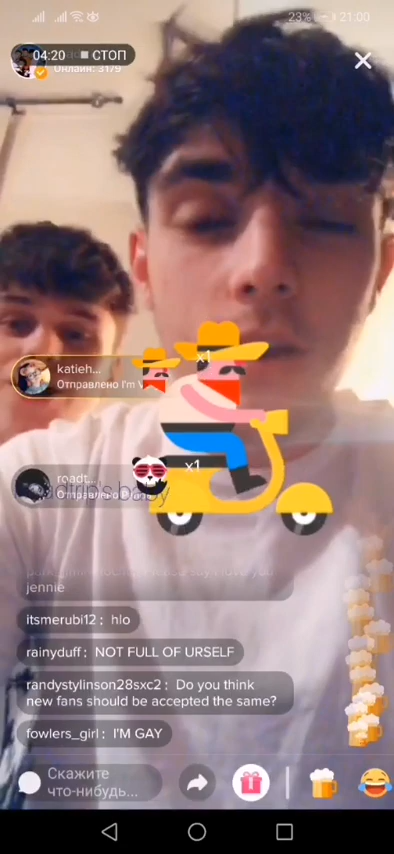 23% 21:00
04:20 СТОП
Онлайн: 3179
katieh...
Отправлено I'm
x1
roadt...
Отправлено
x1
adtrip's baby
jennie
itsmerubi12 : hlo
rainyduff : NOT FULL OF URSELF
randystylinson28sxc2 : Do you think
new fans should be accepted the same?
fowlers_girl : I'M GAY
Скажите
что-нибудь...